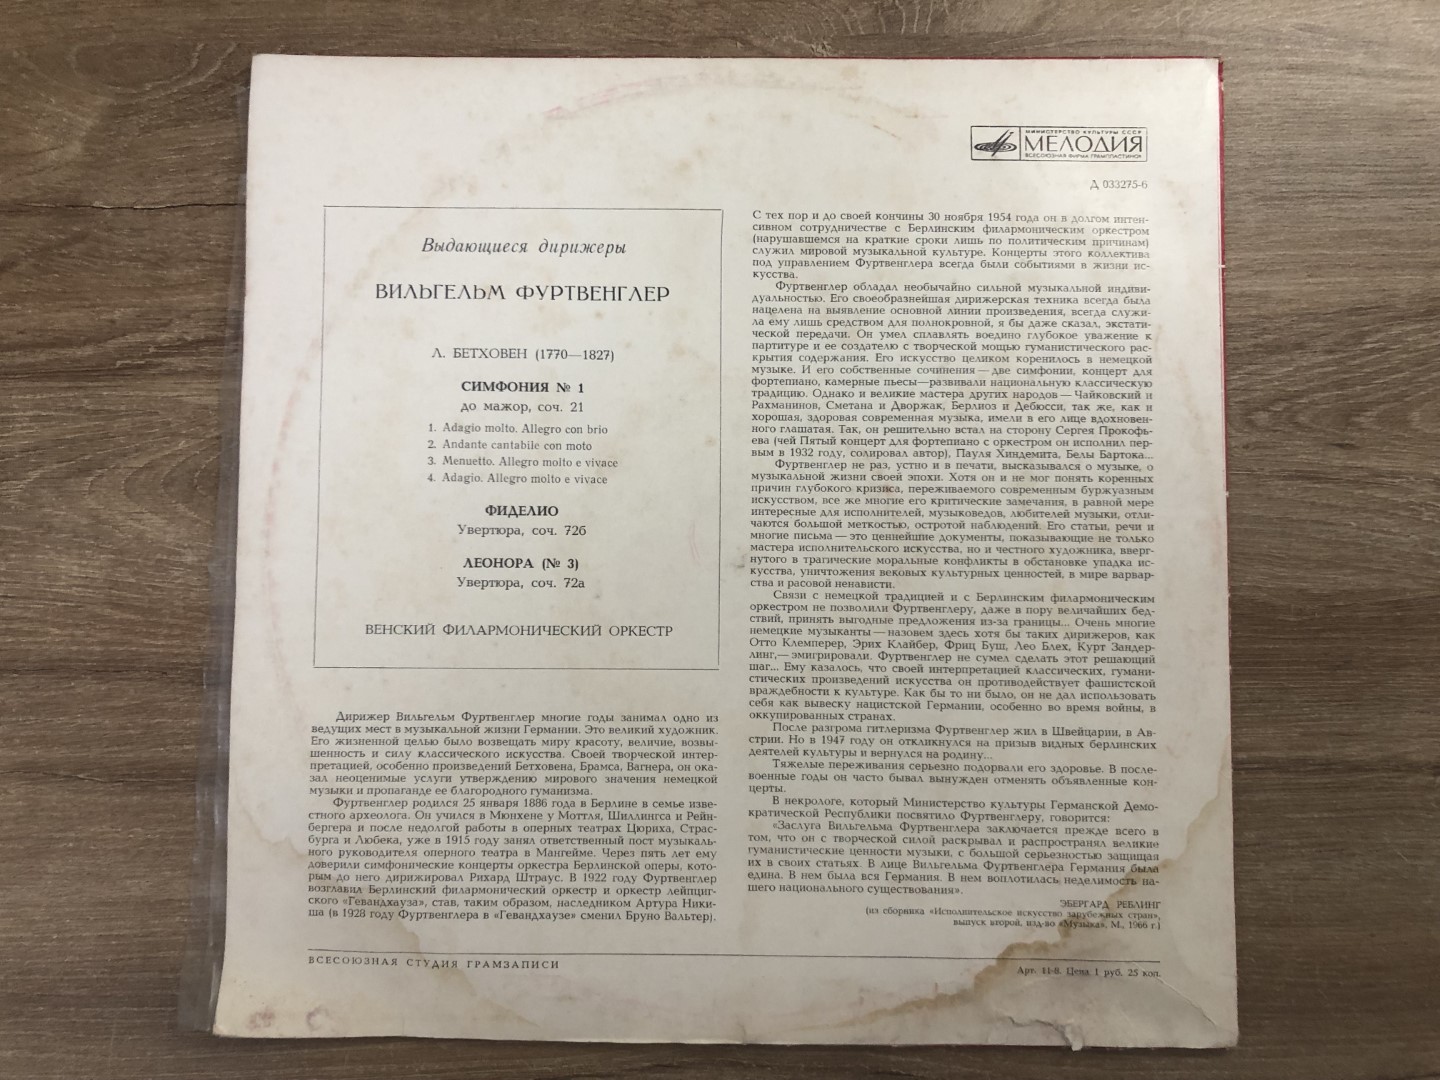 МИНИСТЕРСТВО КУЛЬТУРЫ СССР
МЕЛОДИЯ
ВСЕСОЮЗНАЯ ФИРМА ГРАМПЛАСТИНОК
Д 033275-6
Выдающиеся дирижеры
ВИЛЬГЕЛЬМ ФУРТВЕНГЛЕР
Л. БЕТХОВЕН (1770—1827)
СИМФОНИЯ № 1
до мажор, соч. 21
1. Adagio molto. Allegro con brio
2. Andante cantabile con moto
3. Menuetto. Allegro molto e vivace
4. Adagio. Allegro molto e vivace
ФИДЕЛИО
Увертюра, соч. 72б
ЛЕОНОРА (№ 3)
Увертюра, соч. 72а
ВЕНСКИЙ ФИЛАРМОНИЧЕСКИЙ ОРКЕСТР
Дирижер Вильгельм Фуртвенглер многие годы занимал одно из
ведущих мест в музыкальной жизни Германии. Это великий художник.
Его жизненной целью было возвещать миру красоту, величие, возвы-
шенность и силу классического искусства. Своей творческой интер-
претацией, особенно произведений Бетховена, Брамса, Вагнера, он ока-
зал неоценимые услуги утверждению мирового значения немецкой
музыки и пропаганде ее благородного гуманизма.
Фуртвенглер родился 25 января 1886 года в Берлине в семье изве-
стного археолога. Он учился в Мюнхене у Моттля, Шиллингса и Рейн-
бергера и после недолгой работы в оперных театрах Цюриха, Страс-
бурга и Любека, уже в 1915 году занял ответственный пост музыкаль-
ного руководителя оперного театра в Мангейме. Через пять лет ему
доверили симфонические концерты оркестра Берлинской оперы, кото-
рым до него дирижировал Рихард Штраус. В 1922 году Фуртвенглер
возглавил Берлинский филармонический оркестр и оркестр лейпциг-
ского «Гевандхауза», став, таким образом, наследником Артура Ники-
ша (в 1928 году Фуртвенглера в «Гевандхаузе» сменил Бруно Вальтер).
С тех пор и до своей кончины 30 ноября 1954 года он в долгом интен-
сивном сотрудничестве с Берлинским филармоническим оркестром
(нарушавшемся на краткие сроки лишь по политическим причинам)
служил мировой музыкальной культуре. Концерты этого коллектива
под управлением Фуртвенглера всегда были событиями в жизни ис-
кусства.
Фуртвенглер обладал необычайно сильной музыкальной индиви-
дуальностью. Его своеобразнейшая дирижерская техника всегда была
нацелена на выявление основной линии произведения, всегда служи-
ла ему лишь средством для полнокровной, я бы даже сказал, экстати-
ческой передачи. Он умел сплавлять воедино глубокое уважение к
партитуре и ее создателю с творческой мощью гуманистического рас-
крытия содержания. Его искусство целиком коренилось в немецкой
музыке. И его собственные сочинения — две симфонии, концерт для
фортепиано, камерные пьесы—развивали национальную классическую
традицию. Однако и великие мастера других народов — Чайковский и
Рахманинов, Сметана и Дворжак, Берлиоз и Дебюсси, так же, как и
хорошая, здоровая современная музыка, имели в его лице вдохновен-
ного глашатая. Так, он решительно встал на сторону Сергея Прокофь-
ева (чей Пятый концерт для фортепиано с оркестром он исполнил пер-
вым в 1932 году, солировал автор), Пауля Хиндемита, Белы Бартока...
Фуртвенглер не раз, устно и в печати, высказывался о музыке, о
музыкальной жизни своей эпохи. Хотя он и не мог понять коренных
причин глубокого кризиса, переживаемого современным буржуазным
искусством, все же многие его критические замечания, в равной мере
интересные для исполнителей, музыковедов, любителей музыки, отли-
чаются большой меткостью, остротой наблюдений. Его статьи, речи и
многие письма — это ценнейшие документы, показывающие не только
мастера исполнительского искусства, но и честного художника, вверг-
нутого в трагические моральные конфликты в обстановке упадка ис-
кусства, уничтожения вековых культурных ценностей, в мире варвар-
ства и расовой ненависти.
Связи с немецкой традицией и с Берлинским филармоническим
оркестром не позволили Фуртвенглеру, даже в пору величайших бед-
ствий, принять выгодные предложения из-за границы... Очень многие
немецкие музыканты — назовем здесь хотя бы таких дирижеров, как
Отто Клемперер, Эрих Клайбер, Фриц Буш, Лео Блех, Курт Зандер-
линг,— эмигрировали. Фуртвенглер не сумел сделать этот решающий
шаг... Ему казалось, что своей интерпретацией классических, гумани-
стических произведений искусства он противодействует фашистской
враждебности к культуре. Как бы то ни было, он не дал использовать
себя как вывеску нацистской Германии, особенно во время войны, в
оккупированных странах.
После разгрома гитлеризма Фуртвенглер жил в Швейцарии, в Ав-
стрии. Но в 1947 году он откликнулся на призыв видных берлинских
деятелей культуры и вернулся на родину...
Тяжелые переживания серьезно подорвали его здоровье. В после-
военные годы он часто бывал вынужден отменять объявленные кон-
церты.
В некрологе, который Министерство культуры Германской Демо-
кратической Республики посвятило Фуртвенглеру, говорится:
«Заслуга Вильгельма Фуртвенглера заключается прежде всего в
том, что он с творческой силой раскрывал и распространял великие
гуманистические ценности музыки, с большой серьезностью защищая
их в своих статьях. В лице Вильгельма Фуртвенглера Германия была
едина. В нем была вся Германия. В нем воплотилась неделимость на-
шего национального существования».
ЭБЕРГАРД РЕБЛИНГ
(из сборника «Исполнительское искусство зарубежных стран»,
выпуск второй, изд-во «Музыка», М., 1966 г.)
ВСЕСОЮЗНАЯ СТУДИЯ ГРАМЗАПИСИ
Арт. 11-8. Цена 1 руб. 25 коп.